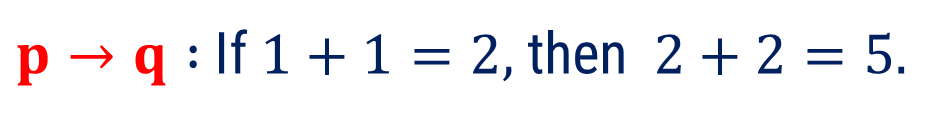 p → q : If 1 + 1 = 2, then 2 + 2 = 5.